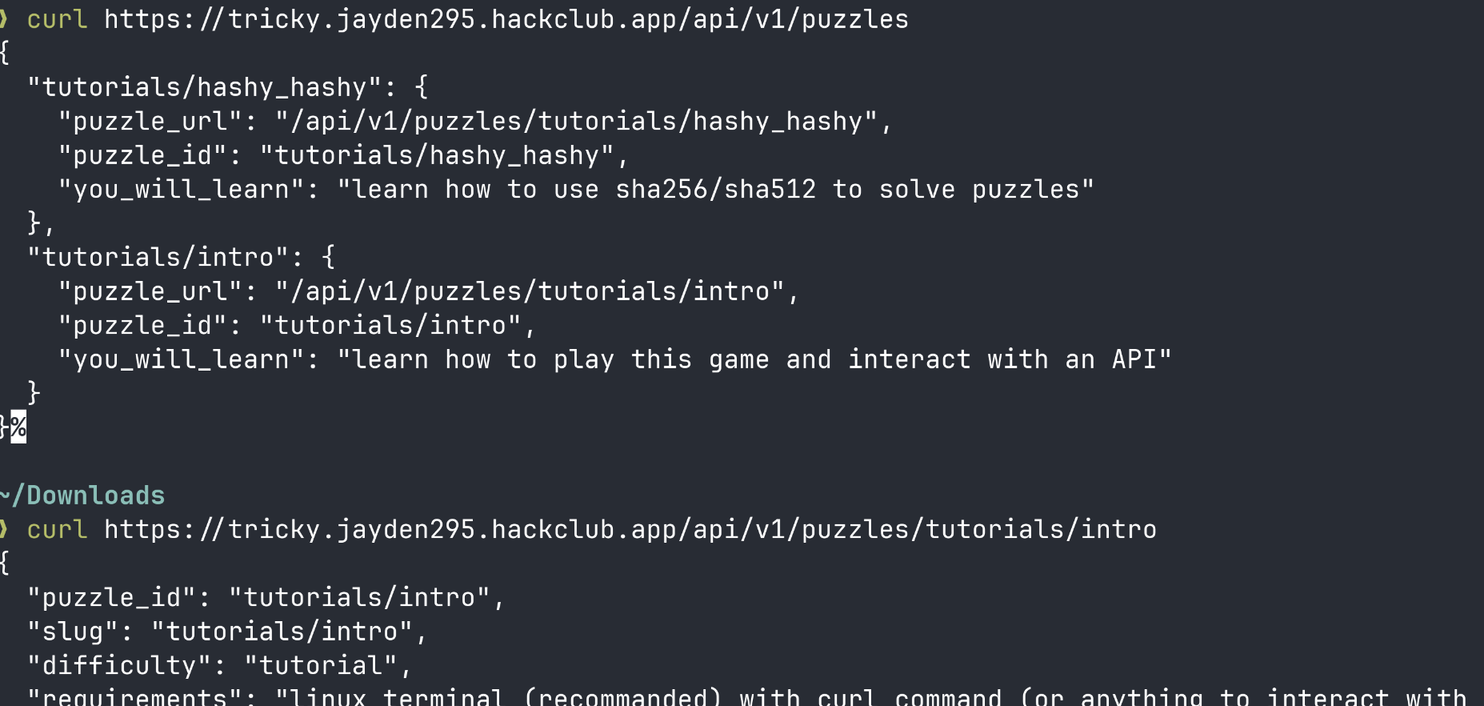 ❯ curl https://tricky.jayden295.hackclub.app/api/v1/puzzles
{
  "tutorials/hashy_hashy": {
    "puzzle_url": "/api/v1/puzzles/tutorials/hashy_hashy",
    "puzzle_id": "tutorials/hashy_hashy",
    "you_will_learn": "learn how to use sha256/sha512 to solve puzzles"
  },
  "tutorials/intro": {
    "puzzle_url": "/api/v1/puzzles/tutorials/intro",
    "puzzle_id": "tutorials/intro",
    "you_will_learn": "learn how to play this game and interact with an API"
  }
}%
~/Downloads
❯ curl https://tricky.jayden295.hackclub.app/api/v1/puzzles/tutorials/intro
{
  "puzzle_id": "tutorials/intro",
  "slug": "tutorials/intro",
  "difficulty": "tutorial",
  "requirements": "linux terminal (recommanded) with curl command (or anything to interact with